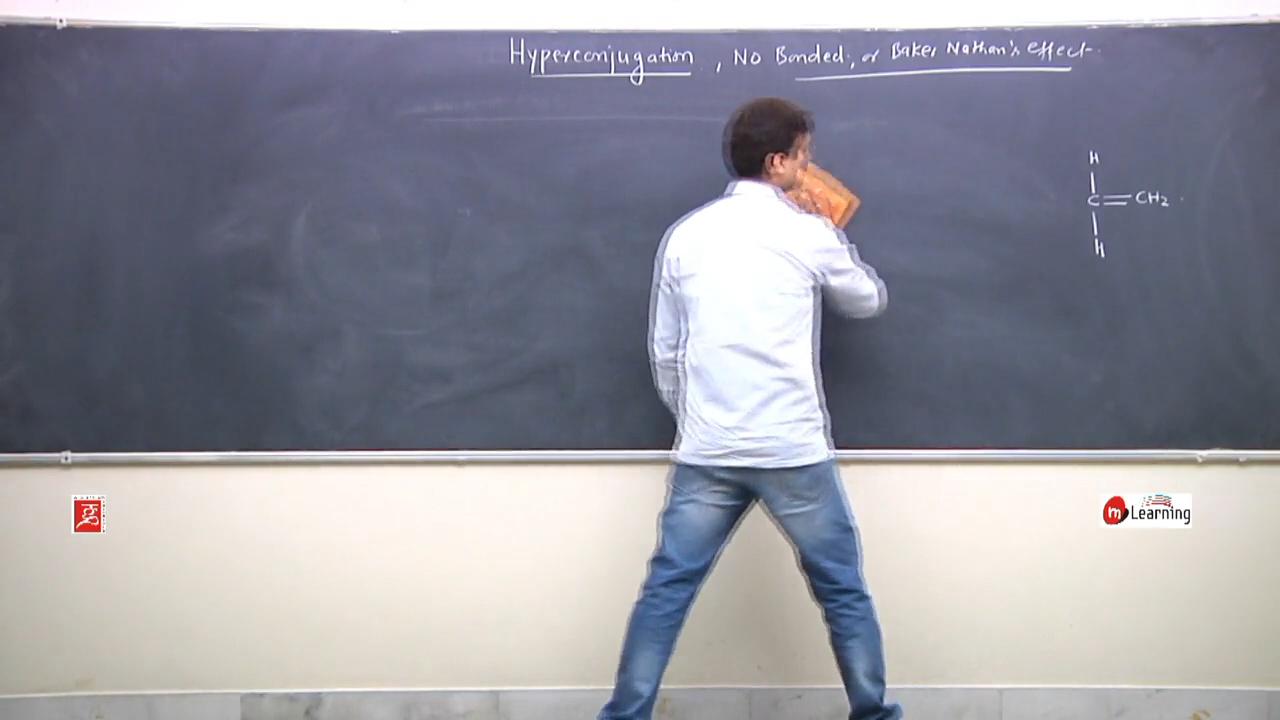 Hyperconjugation, No Bonded, or Baker Nathan's effect
H
C=CH2
H
m Learning